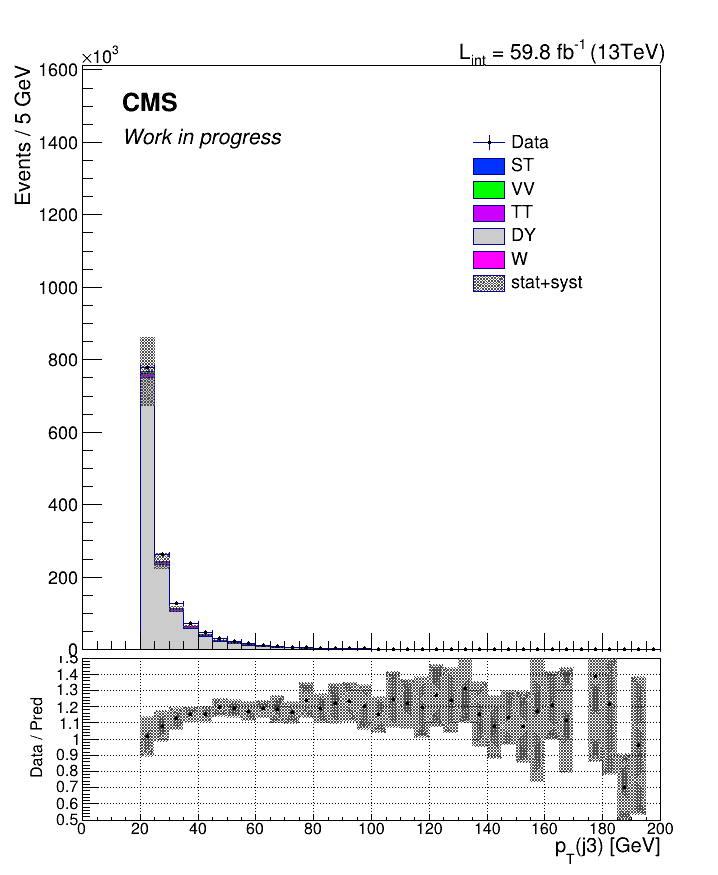 ×10³
L_int = 59.8 fb⁻¹ (13TeV)
Events / 5 GeV
1600
1400
1200
1000
800
600
400
200
0
CMS
Work in progress
Data
ST
VV
TT
DY
W
stat+syst
Data / Pred
1.5
1.4
1.3
1.2
1.1
1
0.9
0.8
0.7
0.6
0.5
0 20 40 60 80 100 120 140 160 180 200
p_T(j3) [GeV]